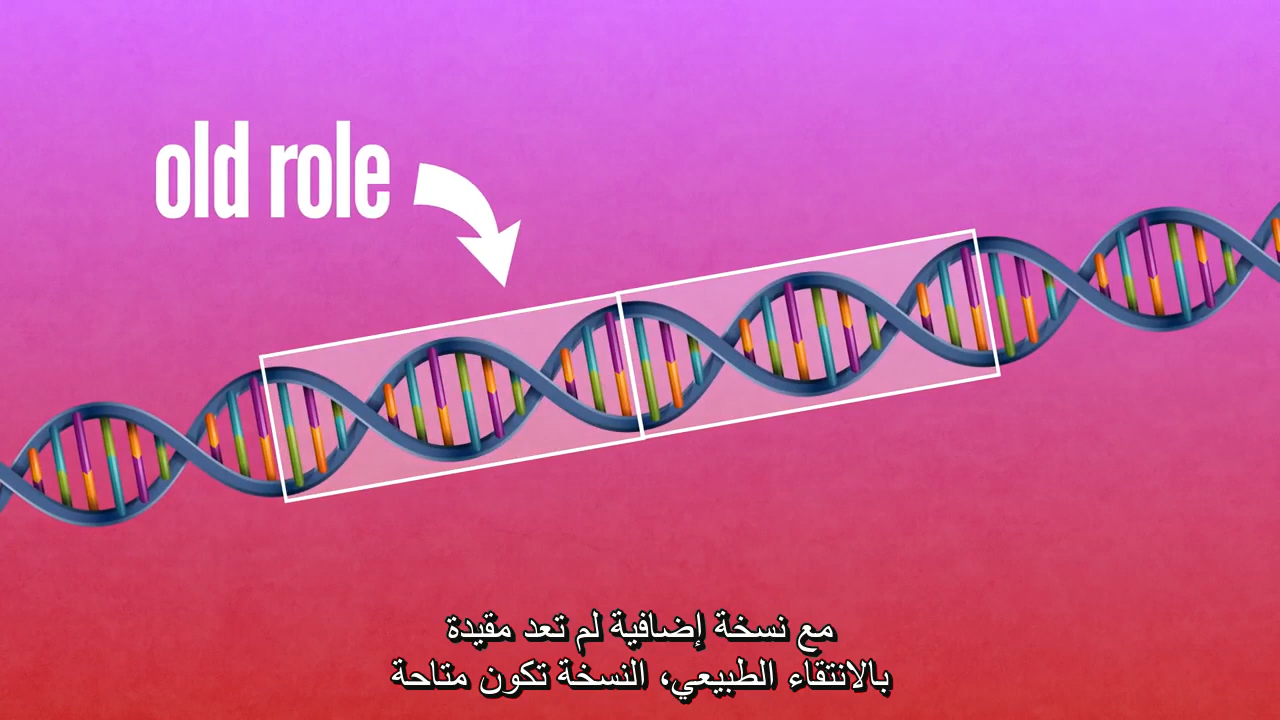 old role
مع نسخة إضافية لم تعد مقيدة
بالانتقاء الطبيعي، النسخة تكون متاحة